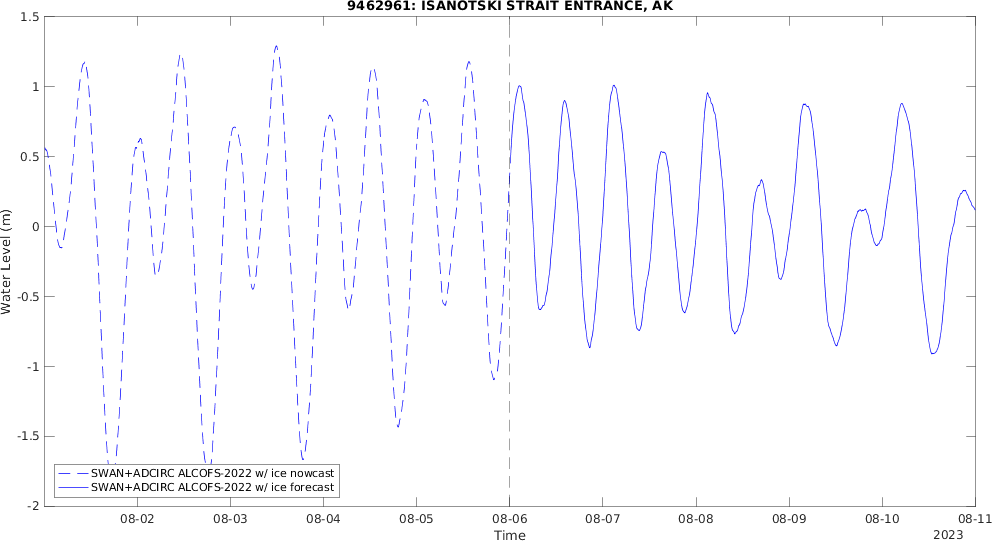 9462961: ISANOTSKI STRAIT ENTRANCE, AK
1.5
1
0.5
0
-0.5
-1
-1.5
-2
Water Level (m)
SWAN+ADCIRC ALCOFS-2022 w/ ice nowcast
SWAN+ADCIRC ALCOFS-2022 w/ ice forecast
08-02 08-03 08-04 08-05 08-06 08-07 08-08 08-09 08-10 08-11
Time
2023